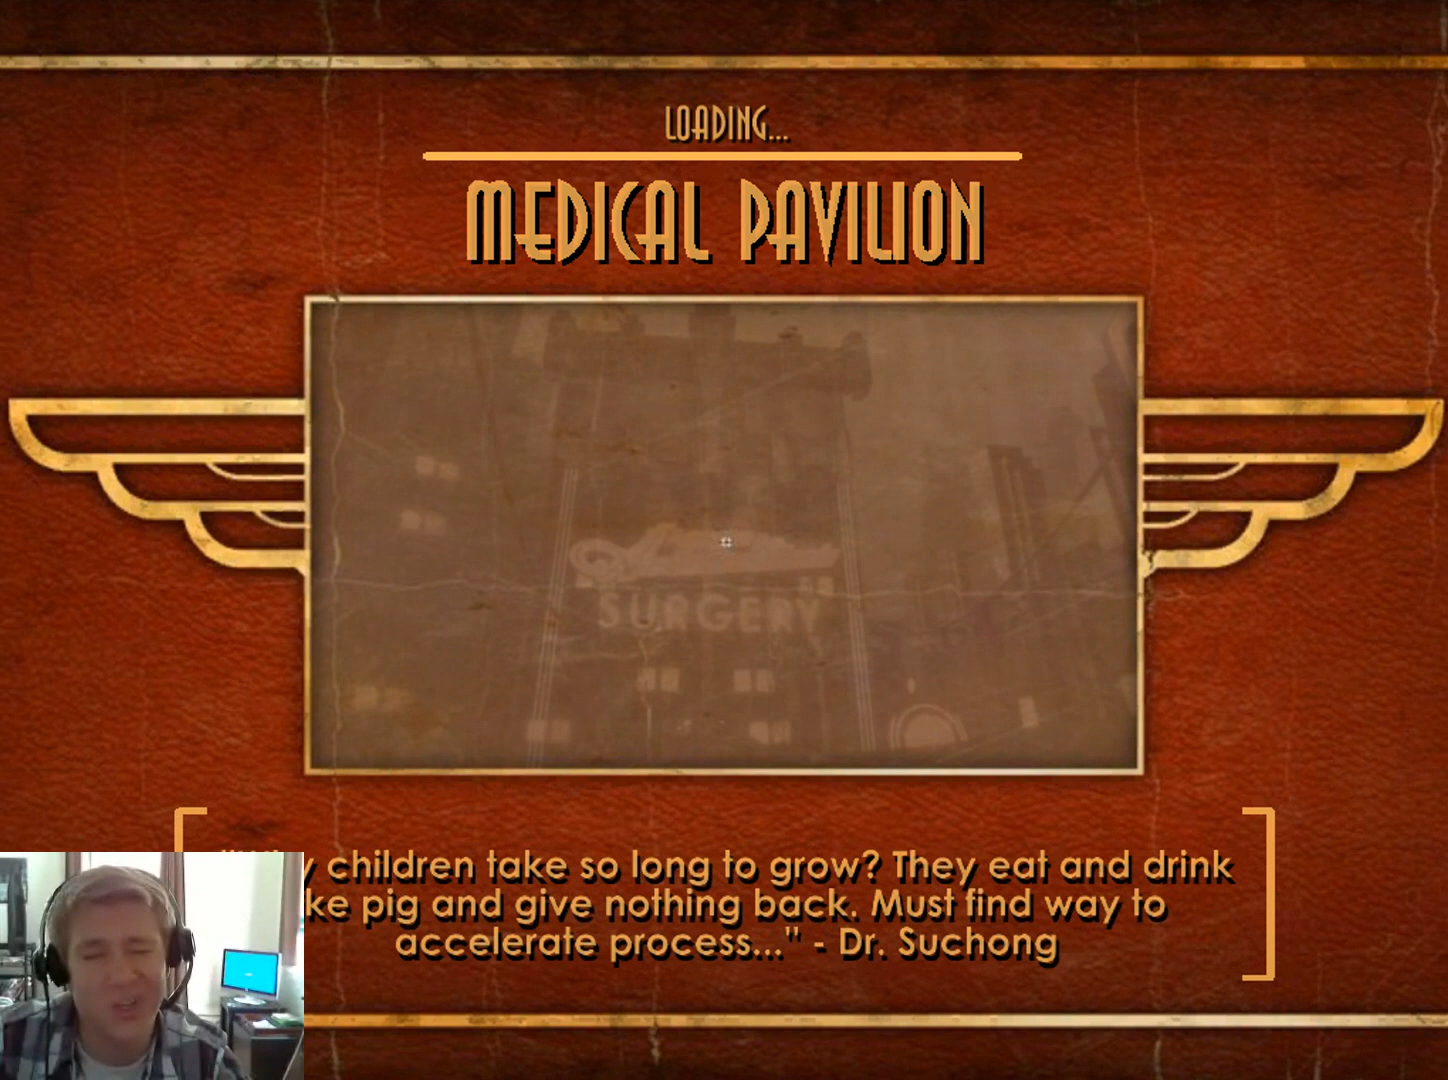 LOADING...
MEDICAL PAVILION
SURGERY
children take so long to grow? They eat and drink
pig and give nothing back. Must find way to
accelerate process..." - Dr. Suchong